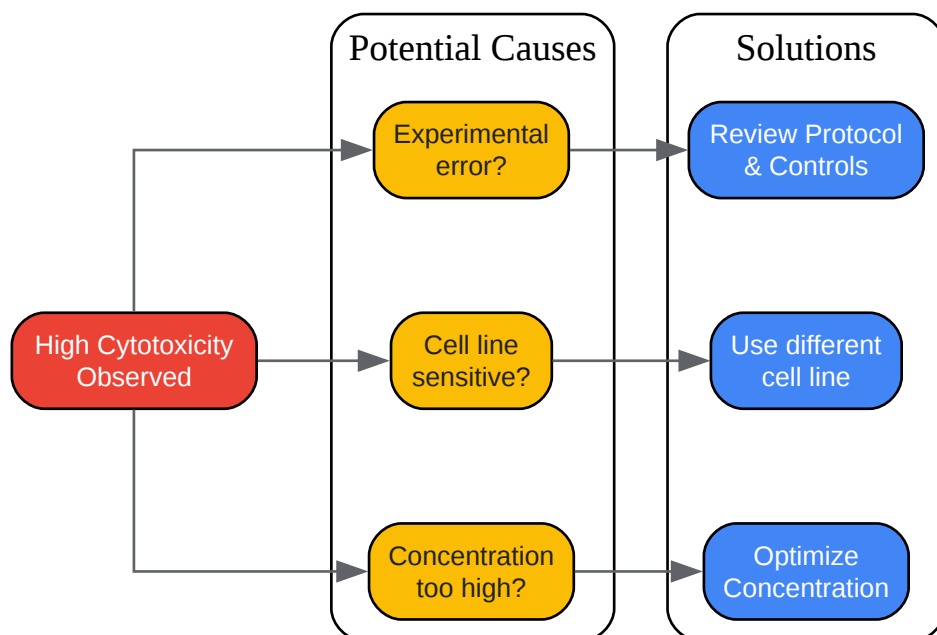 Potential Causes
Solutions
Experimental
error?
Review Protocol
& Controls
High Cytotoxicity
Observed
Cell line
sensitive?
Use different
cell line
Concentration
too high?
Optimize
Concentration